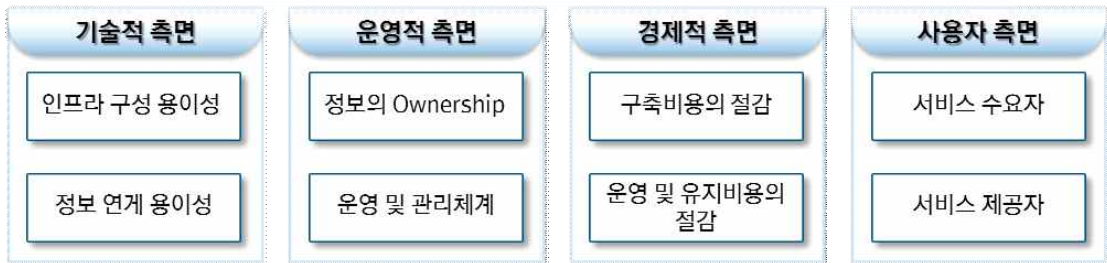 기술적 측면
인프라 구성 용이성
정보 연게 용이성
운영적 측면
정보의 Ownership
운영 및 관리체계
경제적 측면
구축비용의 절감
운영 및 유지비용의
절감
사용자 측면
서비스 수요자
서비스 제공자